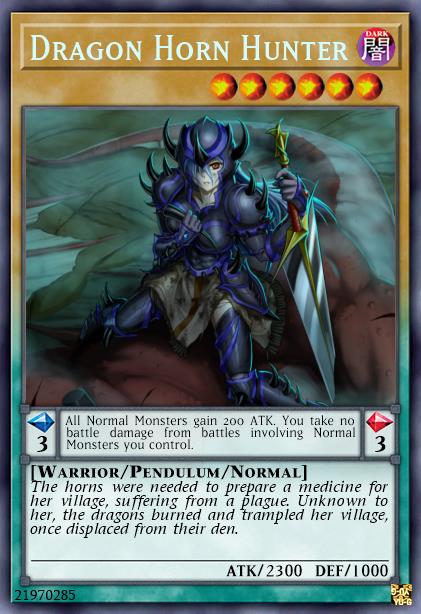 DRAGON HORN HUNTER
DARK
闇
All Normal Monsters gain 200 ATK. You take no
battle damage from battles involving Normal
Monsters you control.
3
3
[WARRIOR/PENDULUM/NORMAL]
The horns were needed to prepare a medicine for
her village, suffering from a plague. Unknown to
her, the dragons burned and trampled her village,
once displaced from their den.
ATK/2300 DEF/1000
21970285